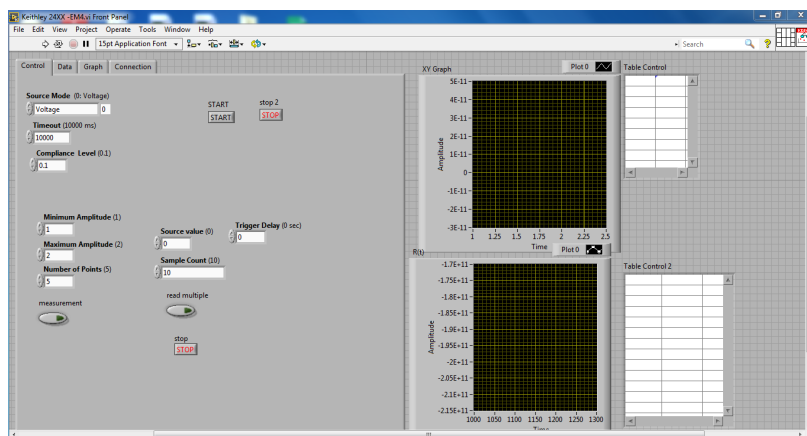 Keithley 24XX -EM4.vi Front Panel
File Edit View Project Operate Tools Window Help
15pt Application Font
Search
Control Data Graph Connection
Source Mode (0: Voltage)
Voltage 0
Timeout (10000 ms)
10000
Compliance Level (0.1)
0.1
START
START
stop 2
STOP
Minimum Amplitude (1)
1
Maximum Amplitude (2)
2
Number of Points (5)
5
measurement
Source value (0)
0
Sample Count (10)
10
read multiple
stop
STOP
Trigger Delay (0 sec)
0
XY Graph
Plot 0
5E-11
4E-11
3E-11
2E-11
1E-11
0
-1E-11
-2E-11
-3E-11
Amplitude
1 1.25 1.5 1.75 2 2.25 2.5
Time
Table Control
R(t)
Plot 0
-1.7E+11
-1.75E+11
-1.8E+11
-1.85E+11
-1.9E+11
-1.95E+11
-2E+11
-2.05E+11
-2.1E+11
-2.15E+11
Amplitude
1000 1050 1100 1150 1200 1250 1300
Time
Table Control 2